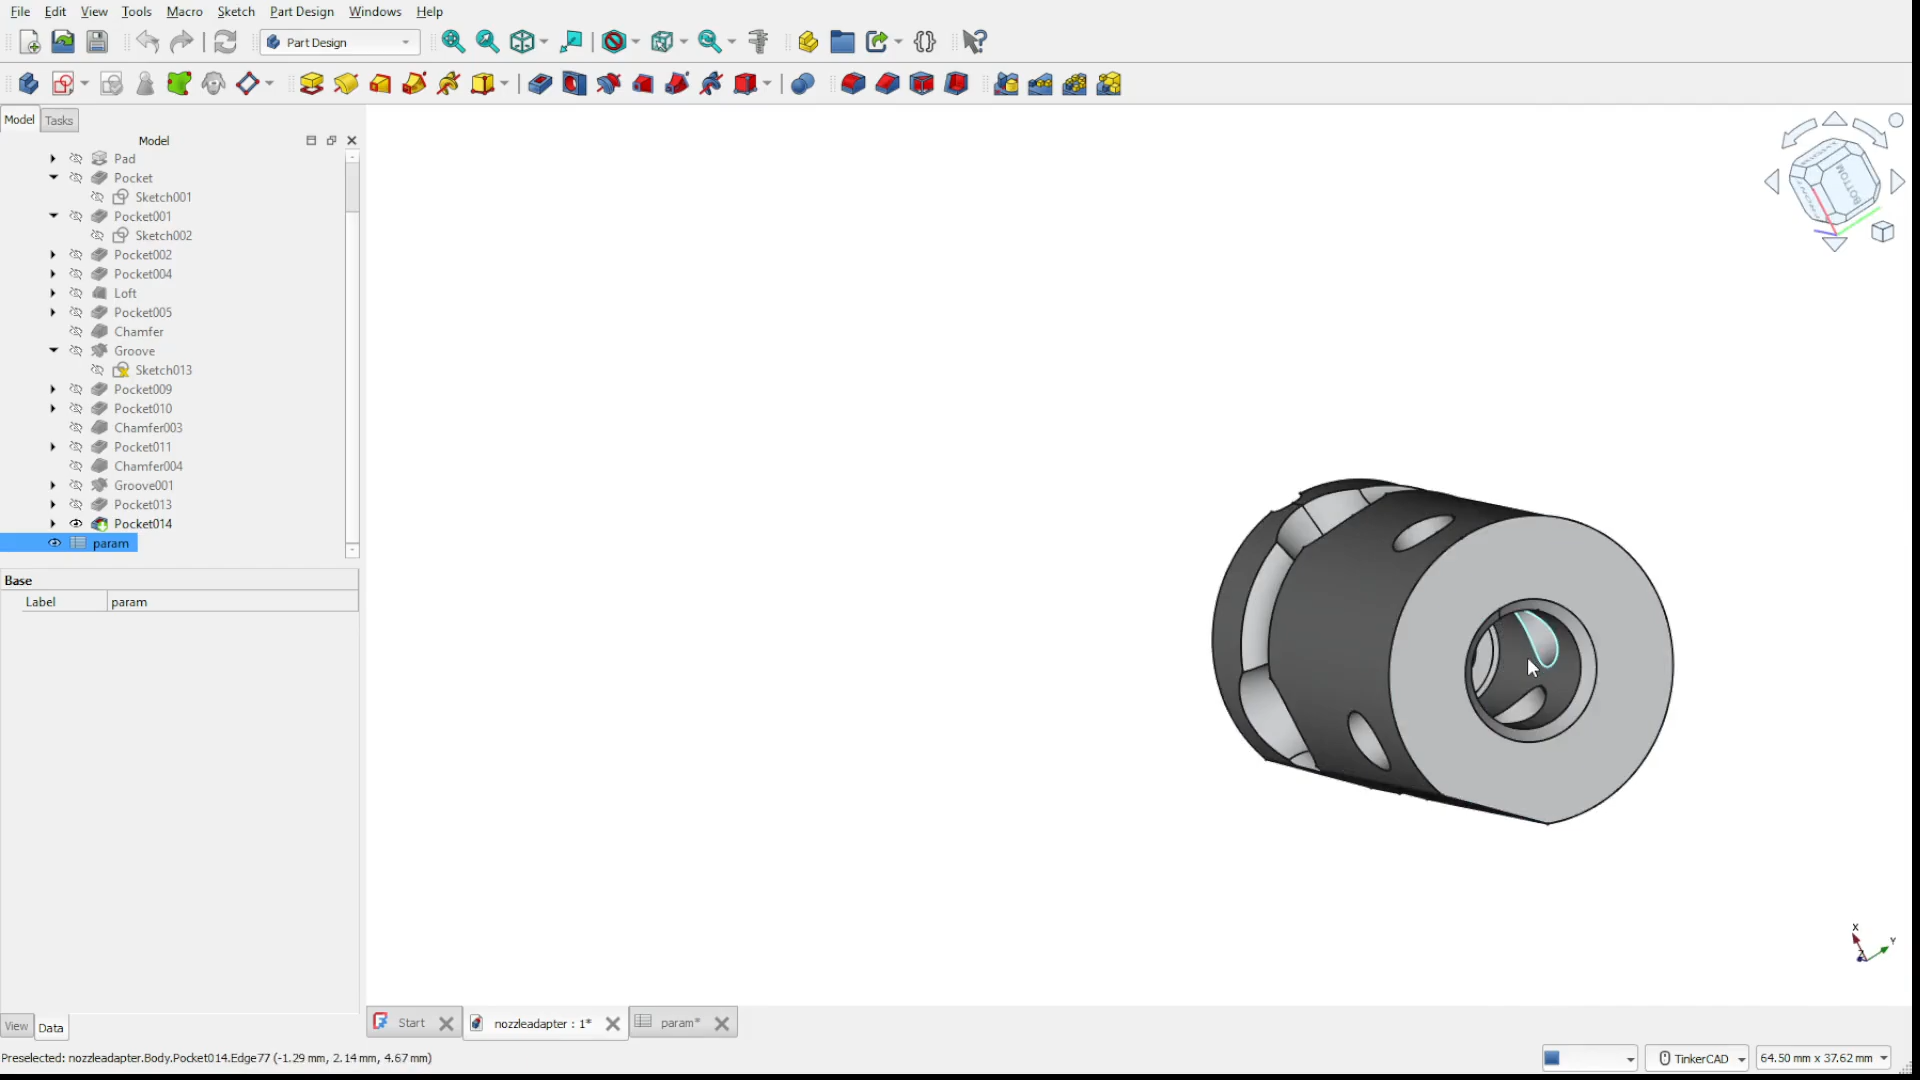 File Edit View Tools Macro Sketch Part Design Windows Help
Part Design
Model Tasks
Model
Pad
Pocket
Sketch001
Pocket001
Sketch002
Pocket002
Pocket004
Loft
Pocket005
Chamfer
Groove
Sketch013
Pocket009
Pocket010
Chamfer003
Pocket011
Chamfer004
Groove001
Pocket013
Pocket014
param
Base
Label param
BOTTOM
X
Y
Z
Start nozzleadapter : 1* param*
View Data
Preselected: nozzleadapter.Body.Pocket014.Edge77 (-1.29 mm, 2.14 mm, 4.67 mm)
TinkerCAD 64.50 mm x 37.62 mm